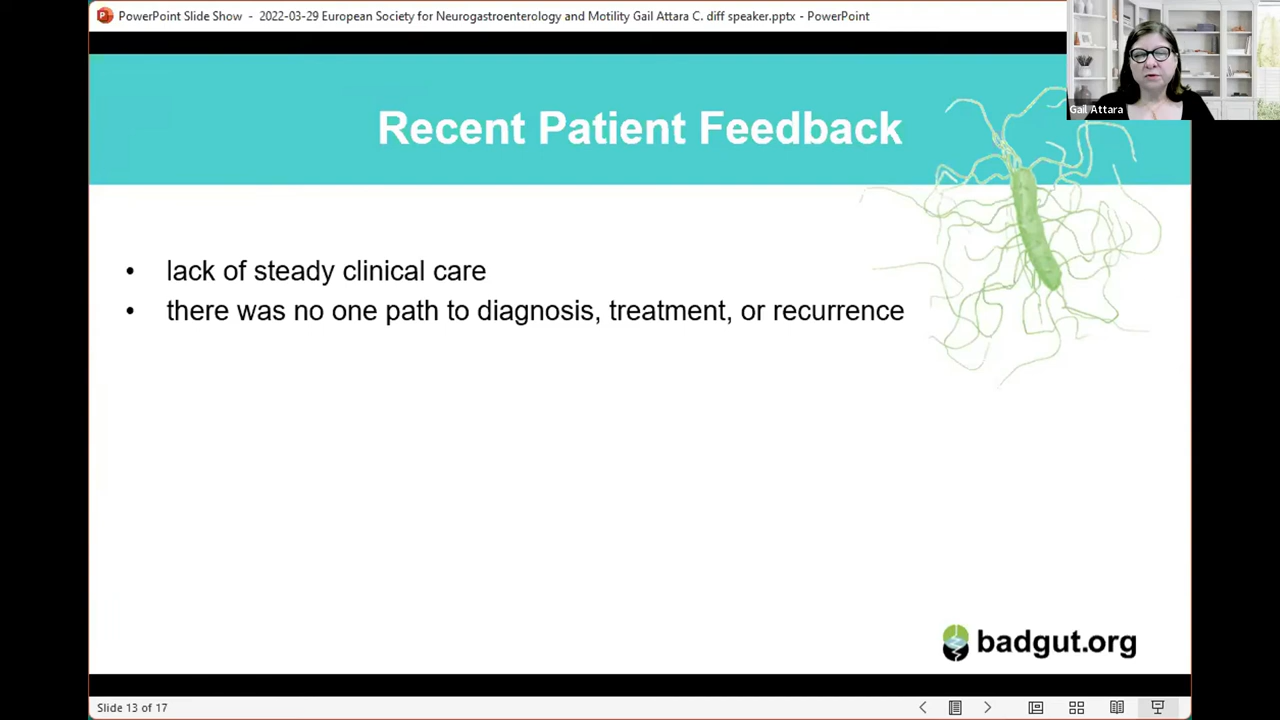 PowerPoint Slide Show - 2022-03-29 European Society for Neurogastroenterology and Motility Gail Attara C. diff speaker.pptx - PowerPoint
Gail Attara
Recent Patient Feedback
• lack of steady clinical care
• there was no one path to diagnosis, treatment, or recurrence
badgut.org
Slide 13 of 17